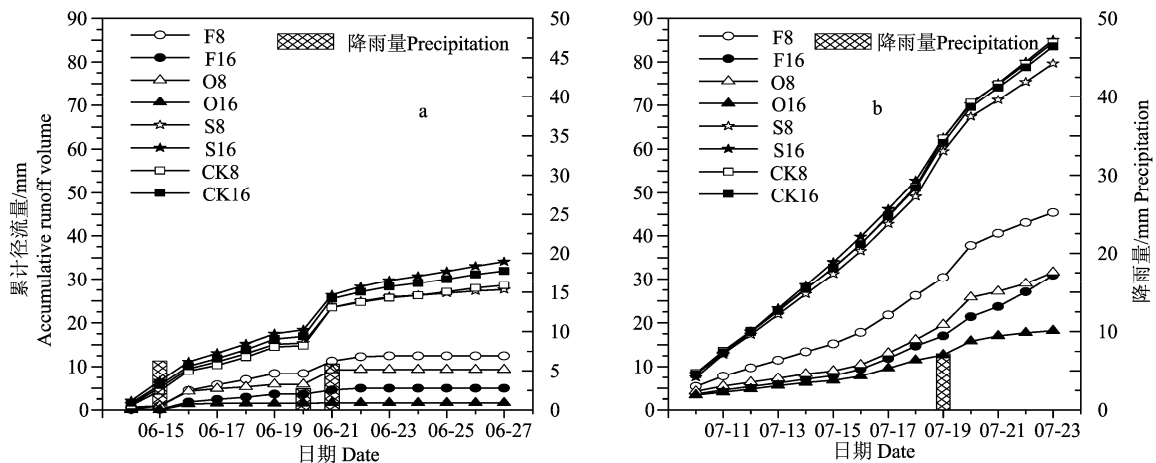 累计径流量/mm
Accumulative runoff volume
90
80
70
60
50
40
30
20
10
0
F8
F16
O8
O16
S8
S16
CK8
CK16
降雨量Precipitation
a
50
45
40
35
30
25
20
15
10
5
0
06-15 06-17 06-19 06-21 06-23 06-25 06-27
日期 Date
90
80
70
60
50
40
30
20
10
0
F8
F16
O8
O16
S8
S16
CK8
CK16
降雨量Precipitation
b
50
40
30
20
10
0
07-11 07-13 07-15 07-17 07-19 07-21 07-23
日期 Date
降雨量/mm Precipitation